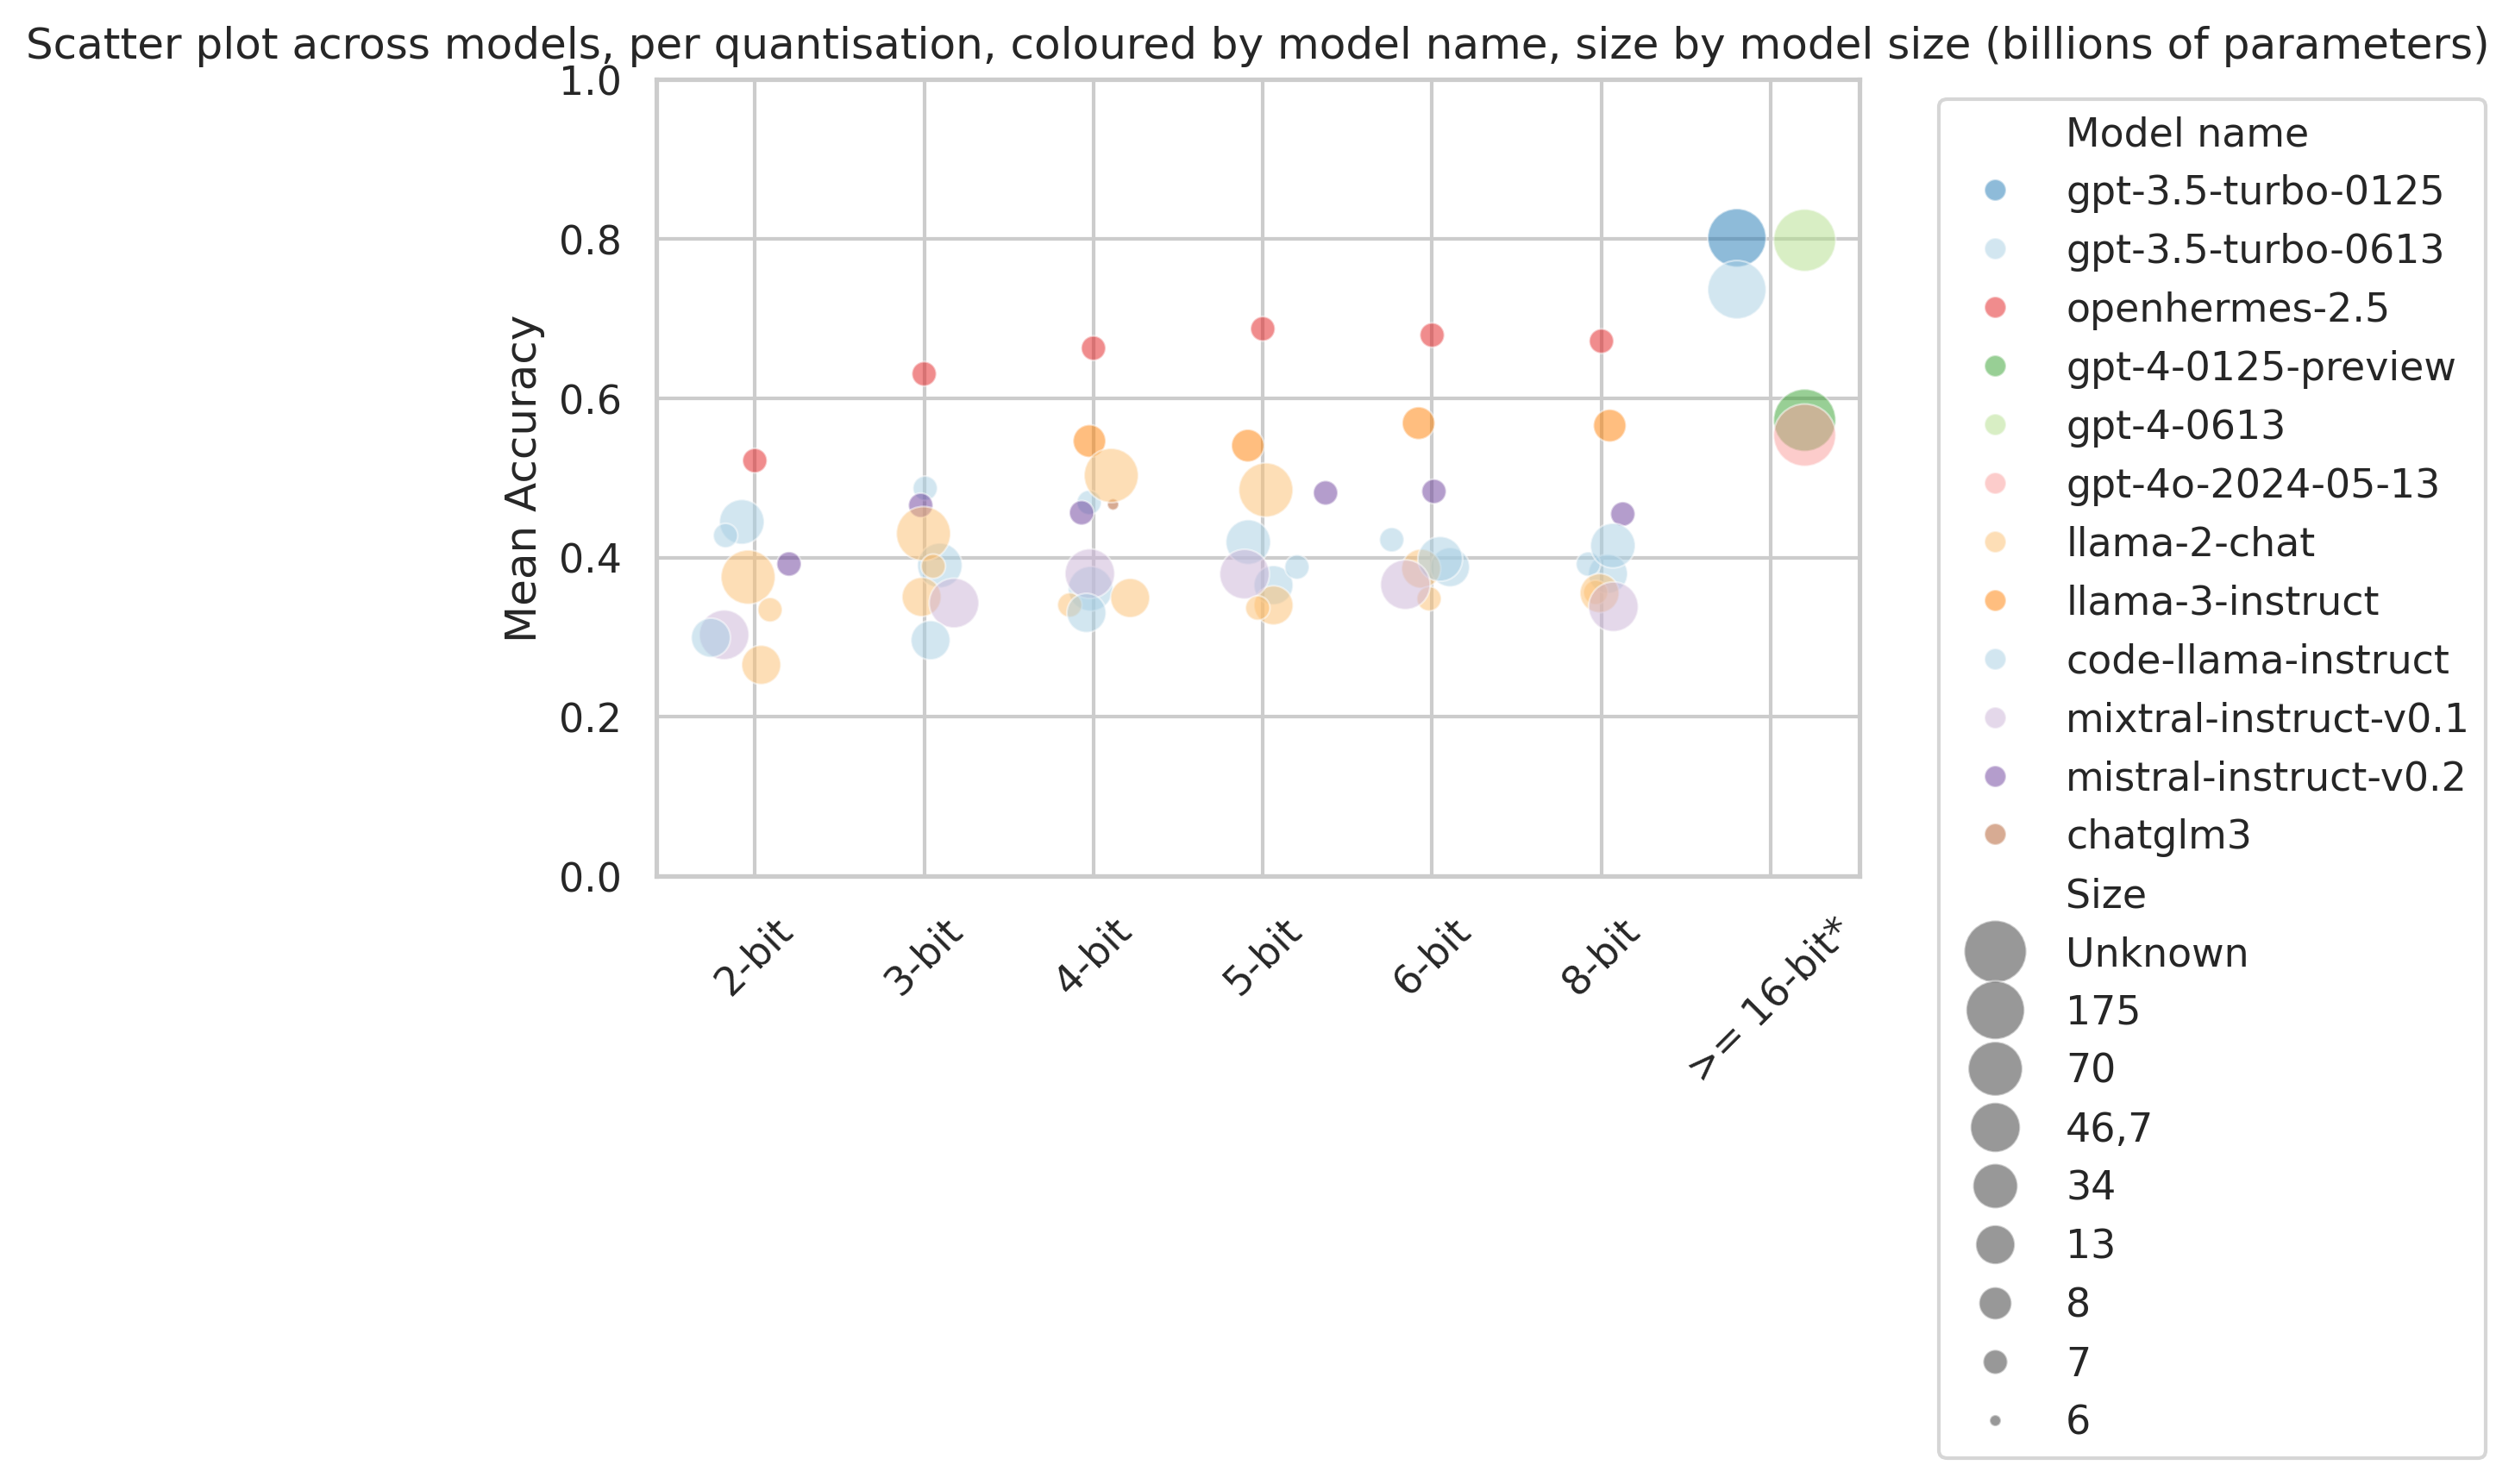 Scatter plot across models, per quantisation, coloured by model name, size by model size (billions of parameters)
Mean Accuracy
1.0
0.8
0.6
0.4
0.2
0.0
2-bit
3-bit
4-bit
5-bit
6-bit
8-bit
>= 16-bit*
Model name
gpt-3.5-turbo-0125
gpt-3.5-turbo-0613
openhermes-2.5
gpt-4-0125-preview
gpt-4-0613
gpt-4o-2024-05-13
llama-2-chat
llama-3-instruct
code-llama-instruct
mixtral-instruct-v0.1
mistral-instruct-v0.2
chatglm3
Size
Unknown
175
70
46,7
34
13
8
7
6